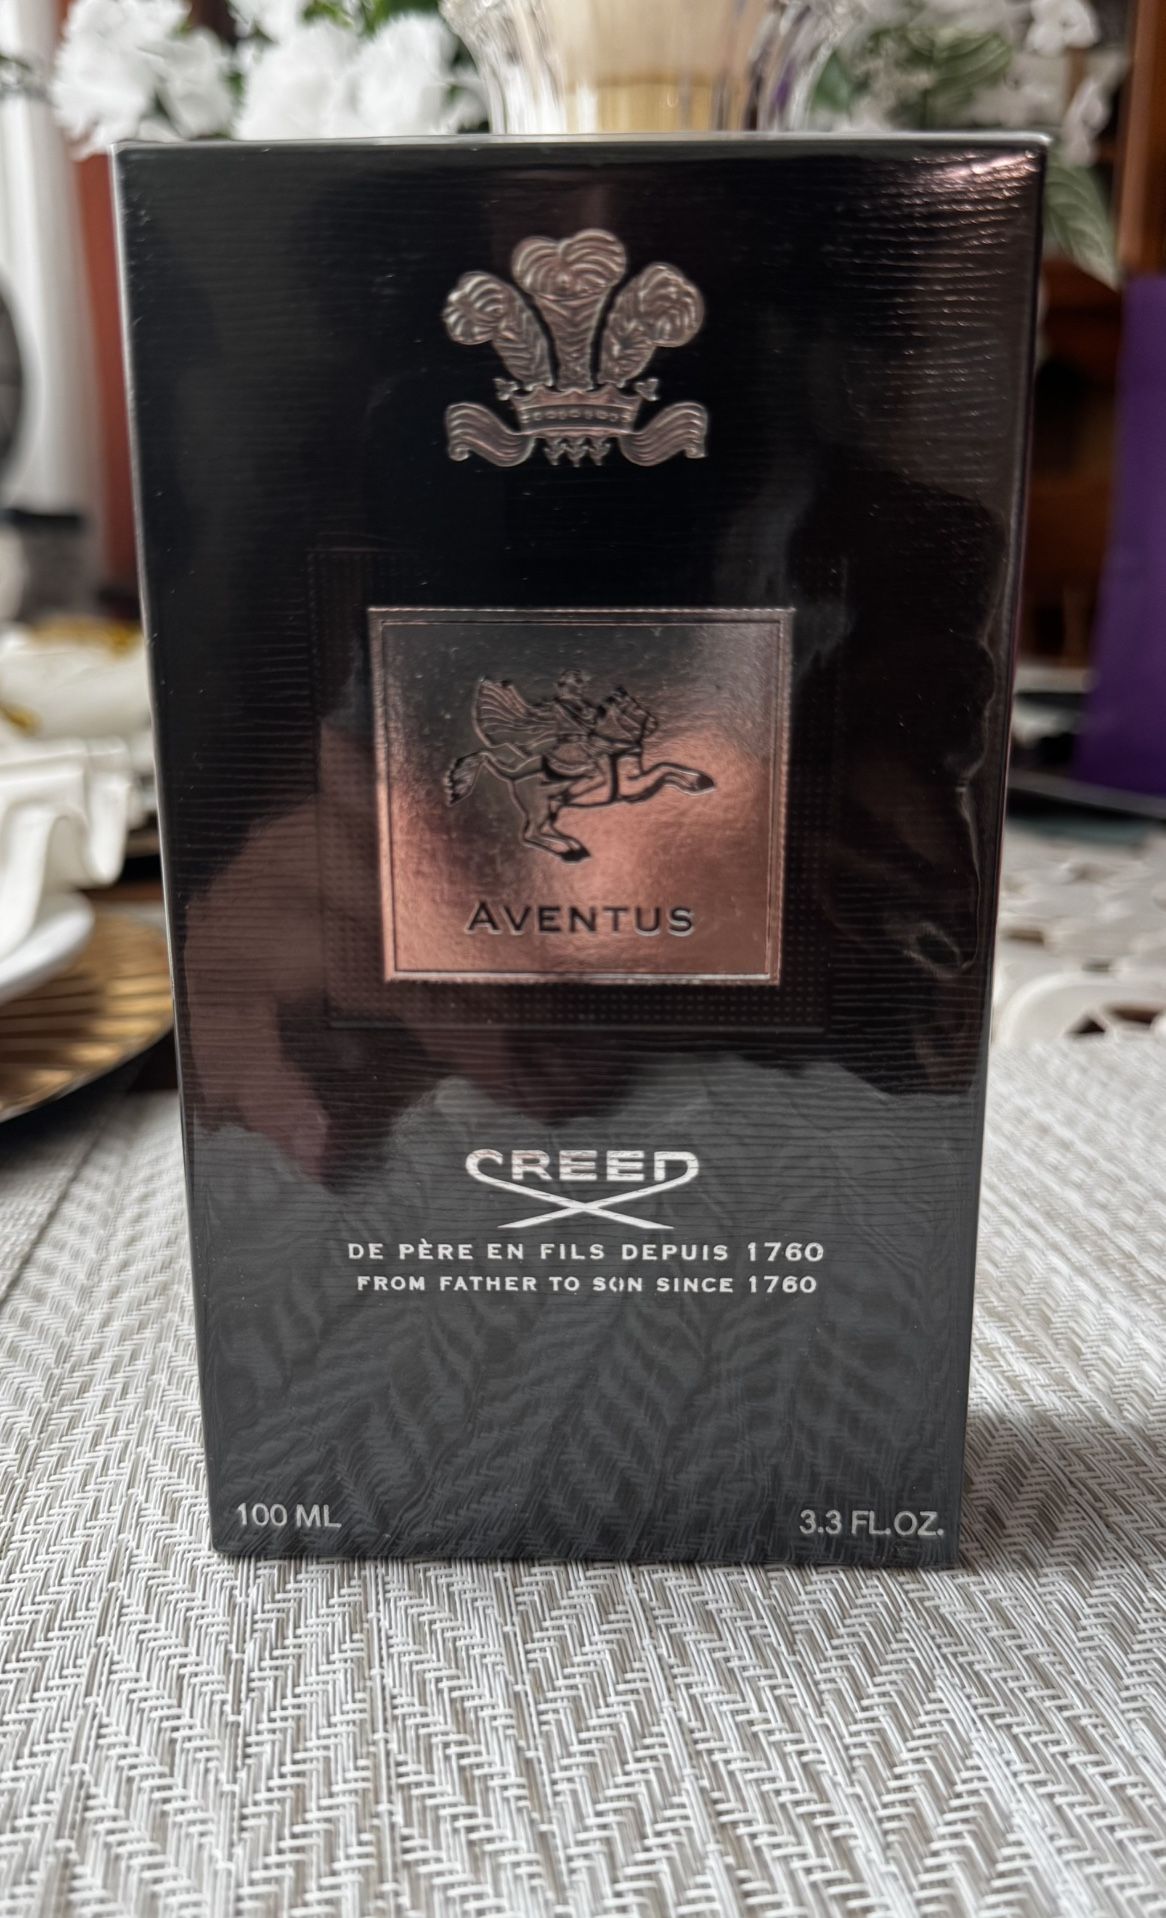 AVENTUS
CREED
DE PÈRE EN FILS DEPUIS 1760
FROM FATHER TO SON SINCE 1760
100 ML
3.3 FL.OZ.